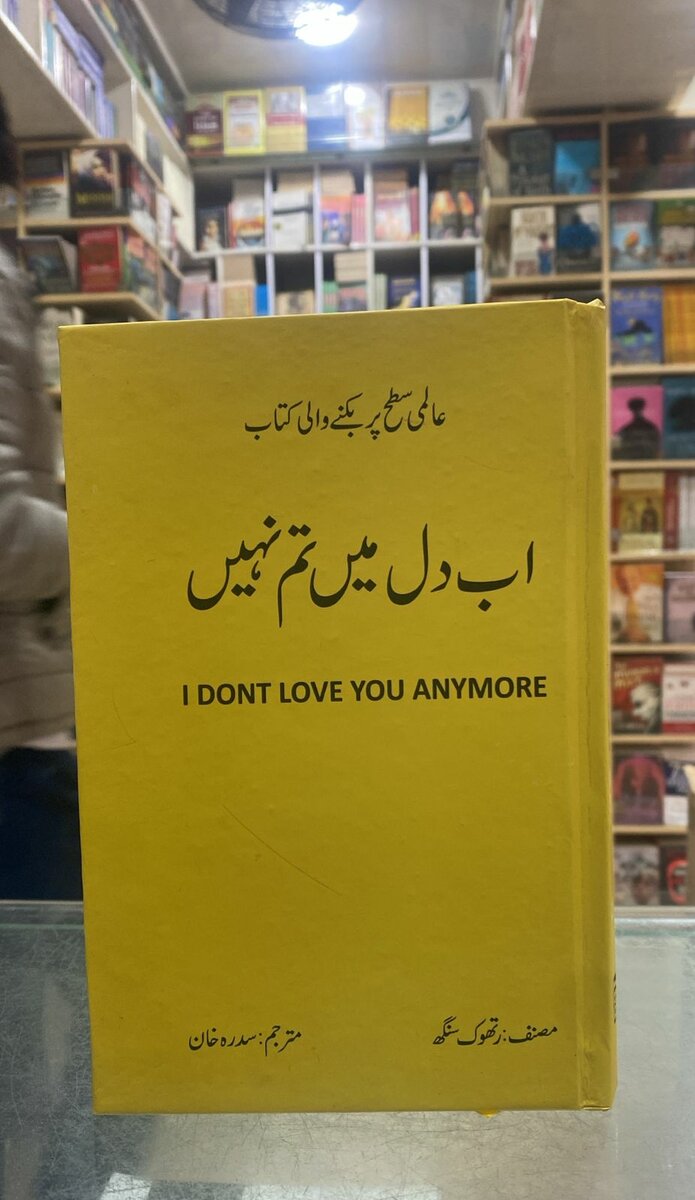 عالمی سطح پر بکنے والی کتاب
اب دل میں تم نہیں
I DONT LOVE YOU ANYMORE
مصنف: رتھوک سنگھ
مترجم: سدرہ خان